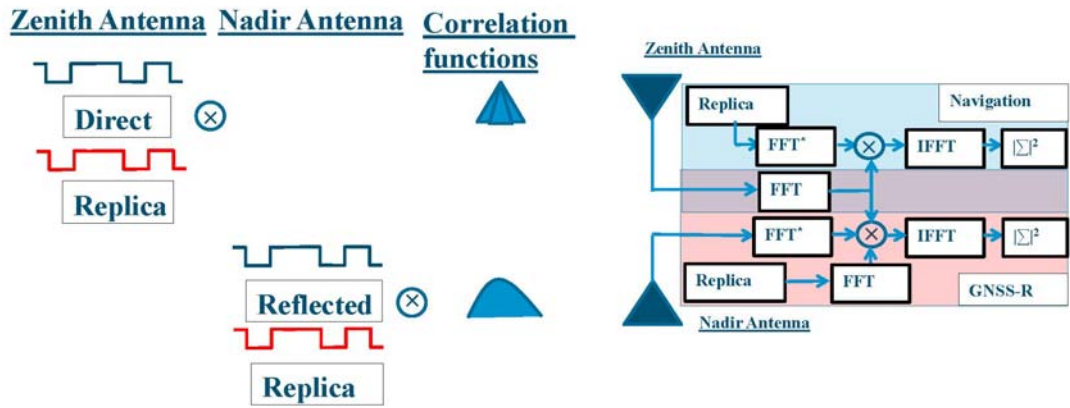 Zenith Antenna
Nadir Antenna
Correlation
functions
Direct
Replica
Reflected
Replica
Zenith Antenna
Replica
Navigation
FFT*
IFFT
|∑|²
FFT
FFT*
IFFT
|∑|²
Replica
FFT
GNSS-R
Nadir Antenna